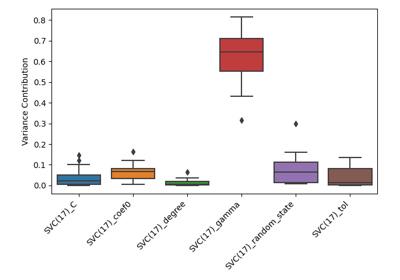 Variance Contribution
0.8
0.7
0.6
0.5
0.4
0.3
0.2
0.1
0.0
SVC(17)_C
SVC(17)_coef0
SVC(17)_degree
SVC(17)_gamma
SVC(17)_random_state
SVC(17)_tol